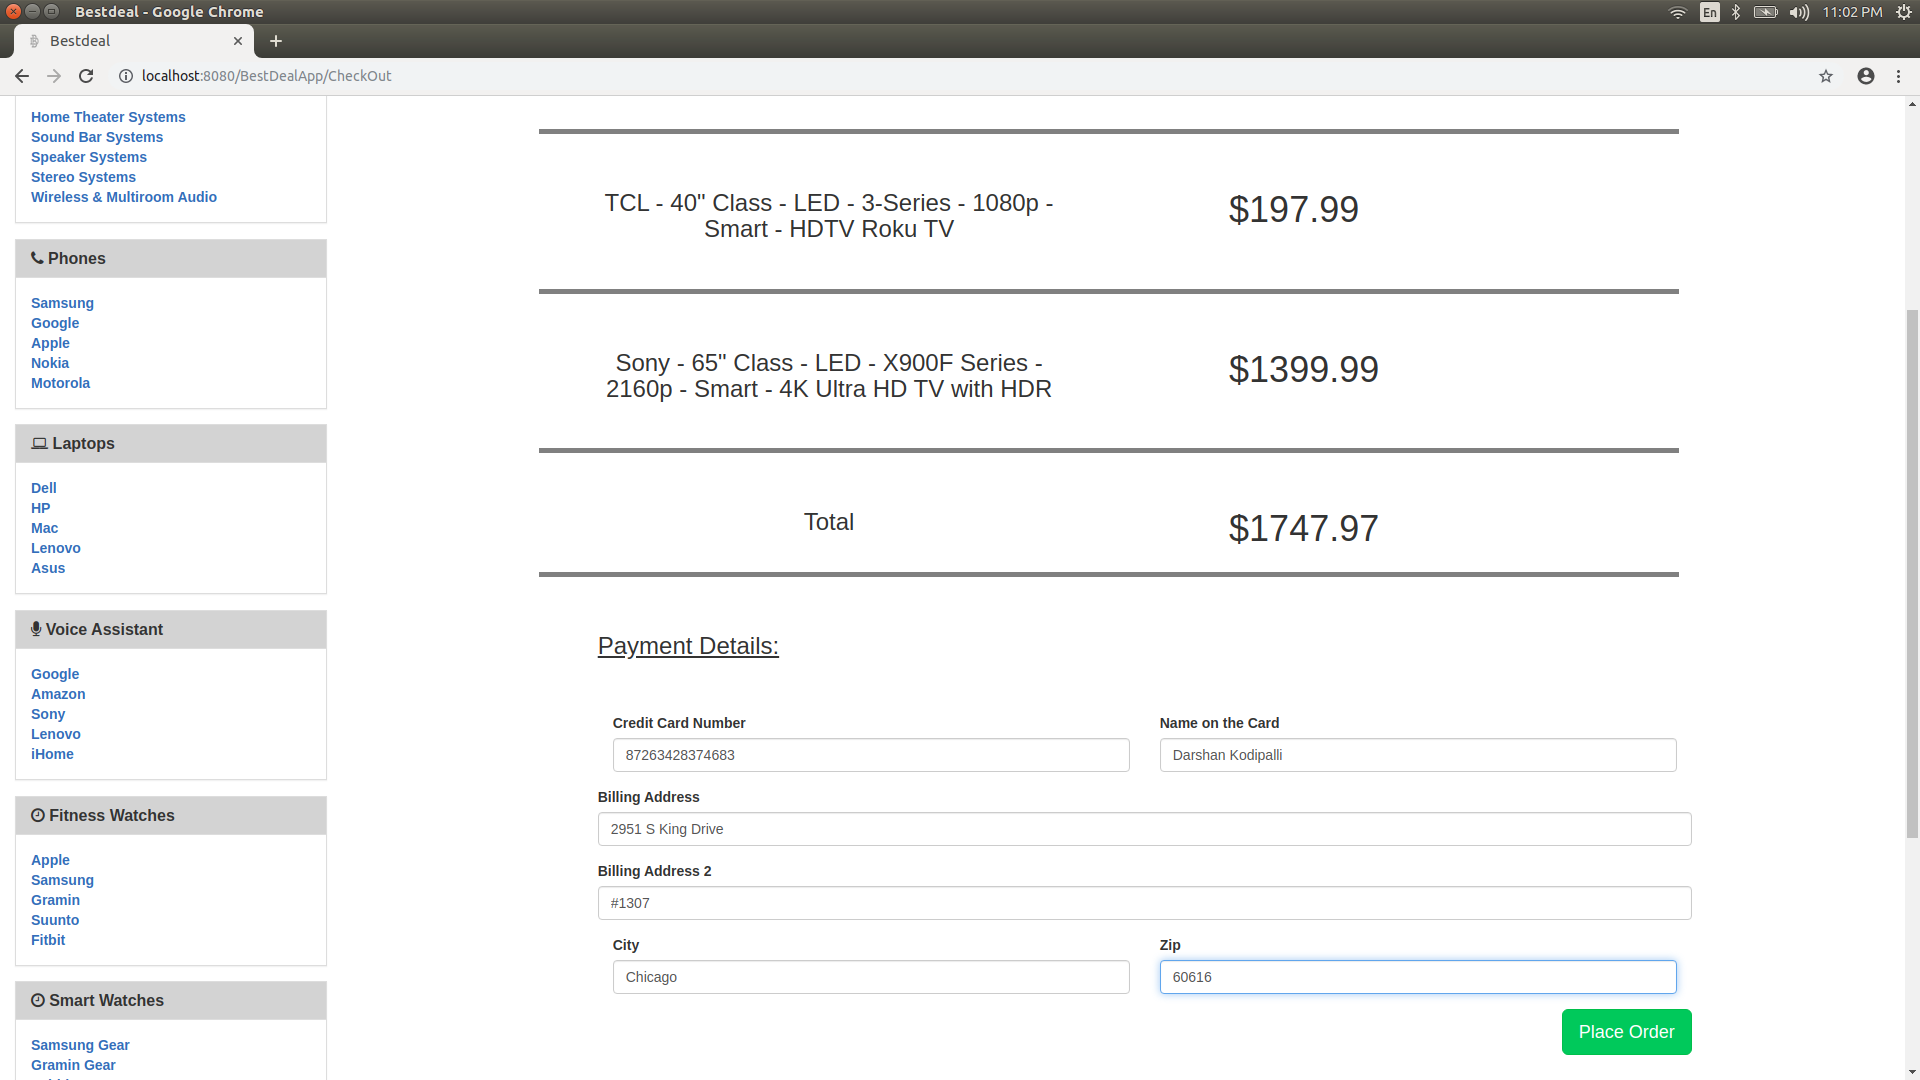 Bestdeal - Google Chrome
En
11:02 PM
Bestdeal
localhost:8080/BestDealApp/CheckOut
Home Theater Systems
Sound Bar Systems
Speaker Systems
Stereo Systems
Wireless & Multiroom Audio
Phones
Samsung
Google
Apple
Nokia
Motorola
Laptops
Dell
HP
Mac
Lenovo
Asus
Voice Assistant
Google
Amazon
Sony
Lenovo
iHome
Fitness Watches
Apple
Samsung
Gramin
Suunto
Fitbit
Smart Watches
Samsung Gear
Gramin Gear
TCL - 40" Class - LED - 3-Series - 1080p -
Smart - HDTV Roku TV
$197.99
Sony - 65" Class - LED - X900F Series -
2160p - Smart - 4K Ultra HD TV with HDR
$1399.99
Total
$1747.97
Payment Details:
Credit Card Number
Name on the Card
87263428374683
Darshan Kodipalli
Billing Address
2951 S King Drive
Billing Address 2
#1307
City
Zip
Chicago
60616
Place Order